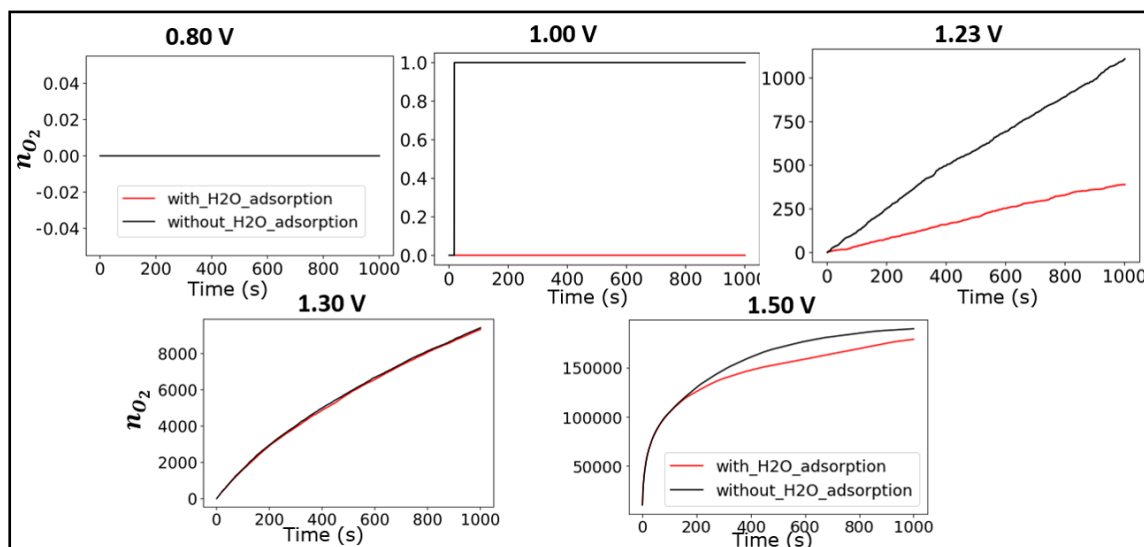 0.80 V
1.00 V
1.23 V
0.04
0.02
0.00
-0.02
-0.04
n_{O_2}
with_H2O_adsorption
without_H2O_adsorption
0 200 400 600 800 1000
Time (s)
1.0
0.8
0.6
0.4
0.2
0.0
0 200 400 600 800 1000
Time (s)
1000
750
500
250
0
0 200 400 600 800 1000
Time (s)
1.30 V
1.50 V
8000
6000
4000
2000
0
n_{O_2}
0 200 400 600 800 1000
Time (s)
150000
100000
50000
with_H2O_adsorption
without_H2O_adsorption
0 200 400 600 800 1000
Time (s)